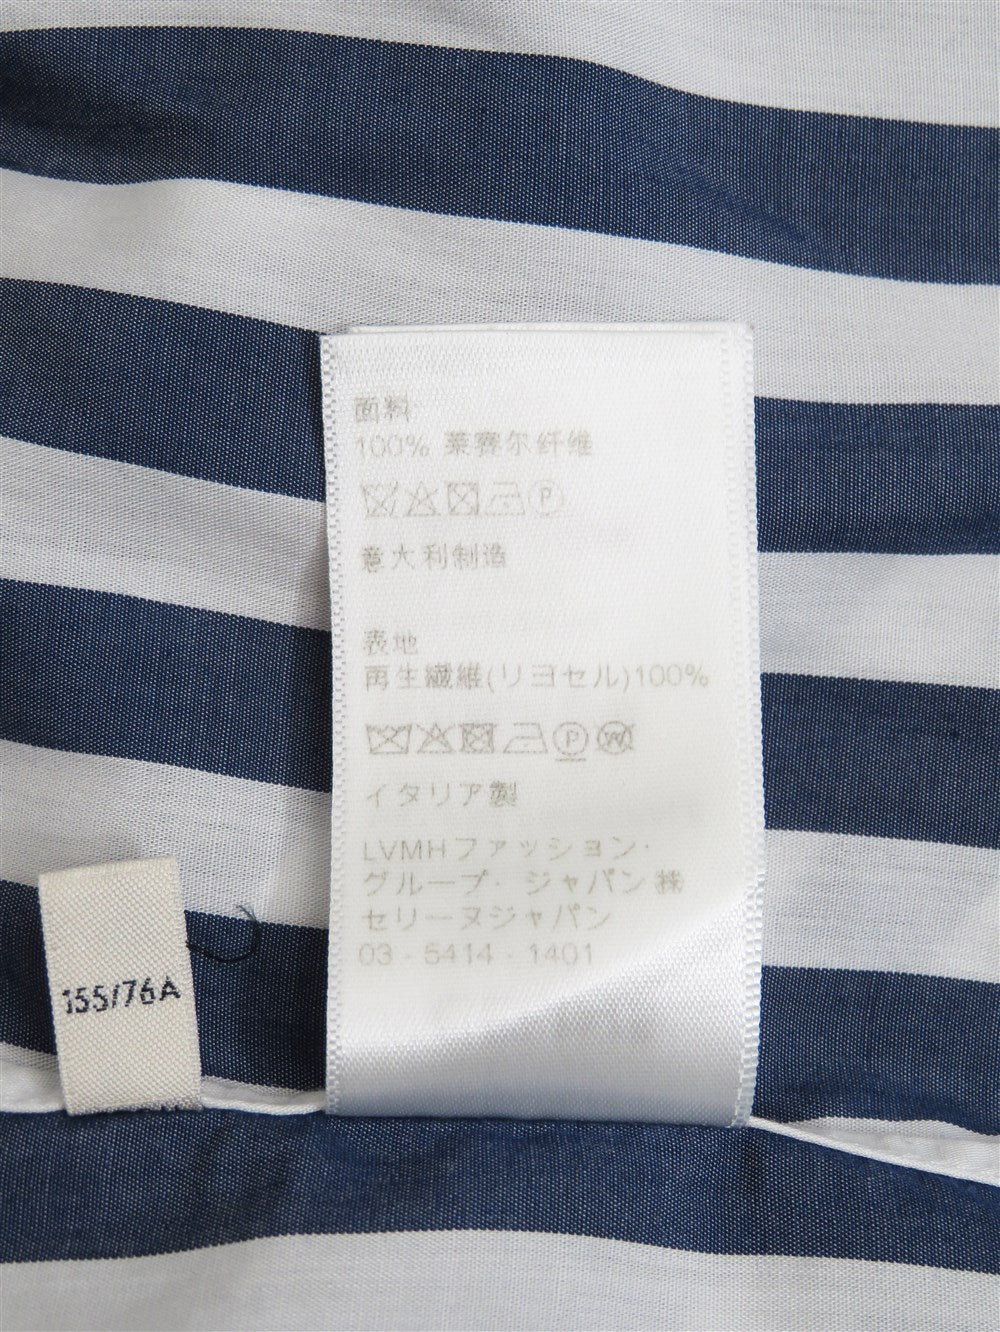 面料
100% 莱赛尔纤维
P
意大利制造
表地
再生繊維(リヨセル)100%
P W
イタリア製
LVMHファッション·
グループ· ジャパン株
セリーヌジャパン
03 - 5414 - 1401
155/76A